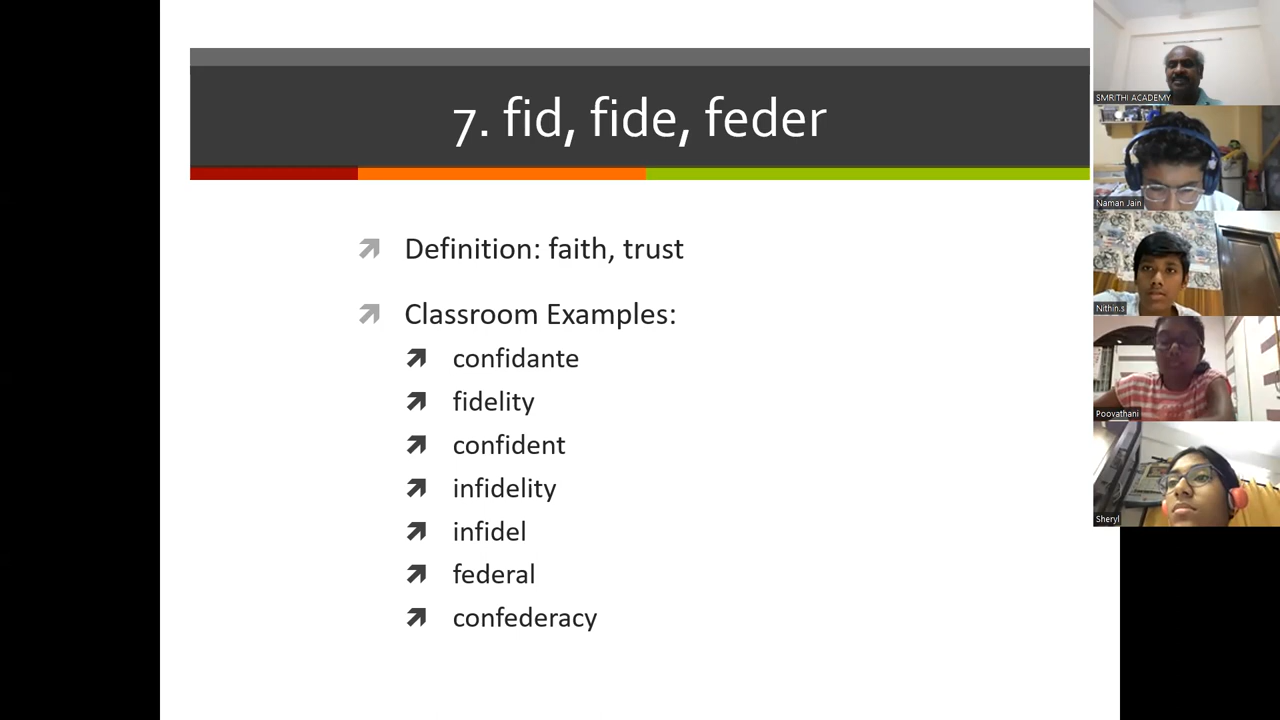 7. fid, fide, feder
Definition: faith, trust
Classroom Examples:
confidante
fidelity
confident
infidelity
infidel
federal
confederacy
SMRITHI ACADEMY
Naman Jain
Nithin.s
Poovathani
Sheryl